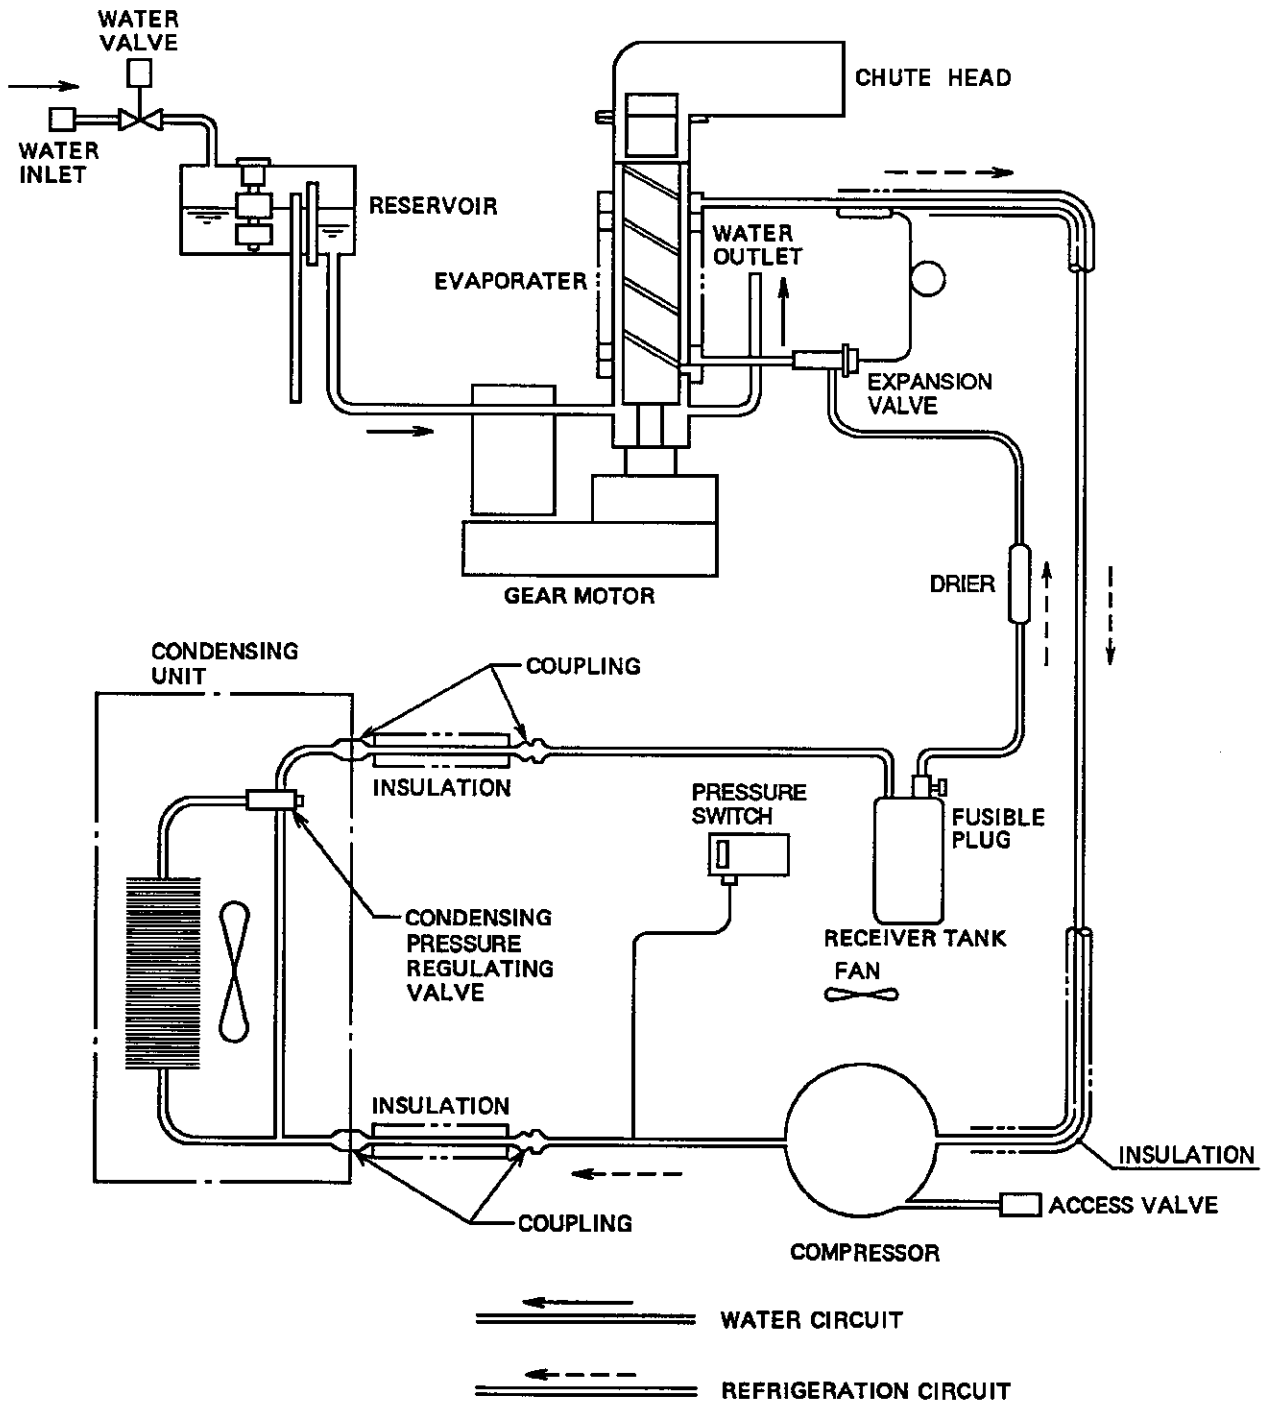 WATER
VALVE
CHUTE HEAD
WATER
INLET
RESERVOIR
WATER
OUTLET
EVAPORATER
EXPANSION
VALVE
DRIER
GEAR MOTOR
CONDENSING
UNIT
COUPLING
INSULATION
PRESSURE
SWITCH
FUSIBLE
PLUG
CONDENSING
PRESSURE
REGULATING
VALVE
RECEIVER TANK
FAN
INSULATION
INSULATION
ACCESS VALVE
COUPLING
COMPRESSOR
WATER CIRCUIT
REFRIGERATION CIRCUIT